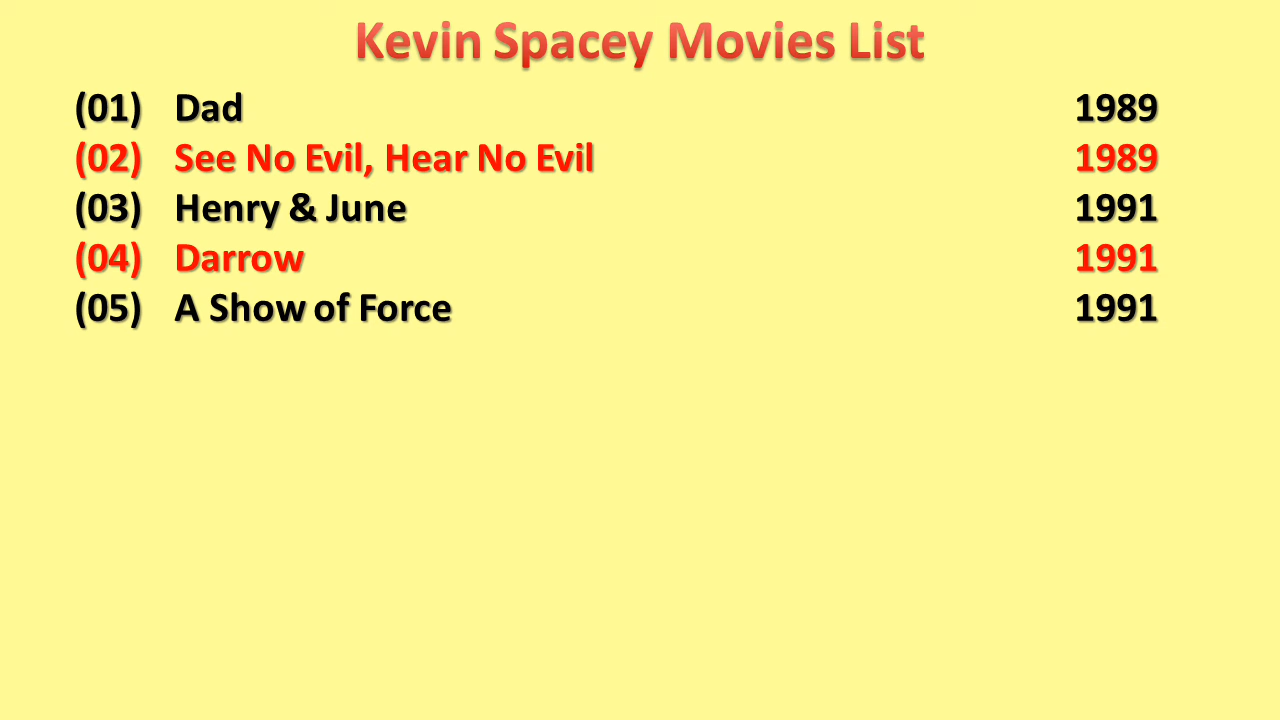 Kevin Spacey Movies List
(01) Dad 1989
(02) See No Evil, Hear No Evil 1989
(03) Henry & June 1991
(04) Darrow 1991
(05) A Show of Force 1991